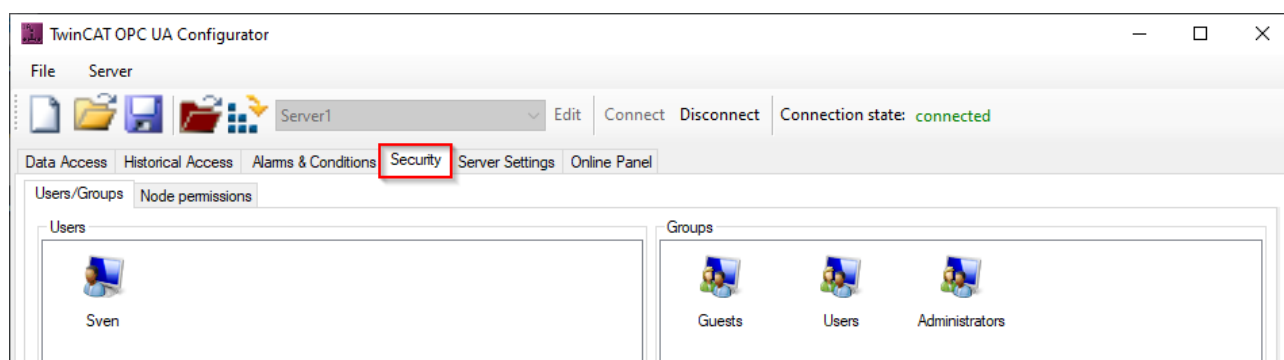 TwinCAT OPC UA Configurator
File Server
Server1 Edit Connect Disconnect Connection state: connected
Data Access Historical Access Alarms & Conditions Security Server Settings Online Panel
Users/Groups Node permissions
Users Groups
Sven Guests Users Administrators